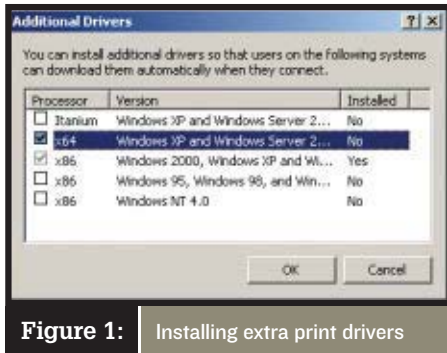 Additional Drivers
You can install additional drivers so that users on the following systems
can download them automatically when they connect.
Processor Version Installed
Itanium Windows XP and Windows Server 2... No
x64 Windows XP and Windows Server 2... No
x86 Windows 2000, Windows XP and Wi... Yes
x86 Windows 95, Windows 98, and Win... No
x86 Windows NT 4.0 No
OK Cancel
Figure 1: Installing extra print drivers